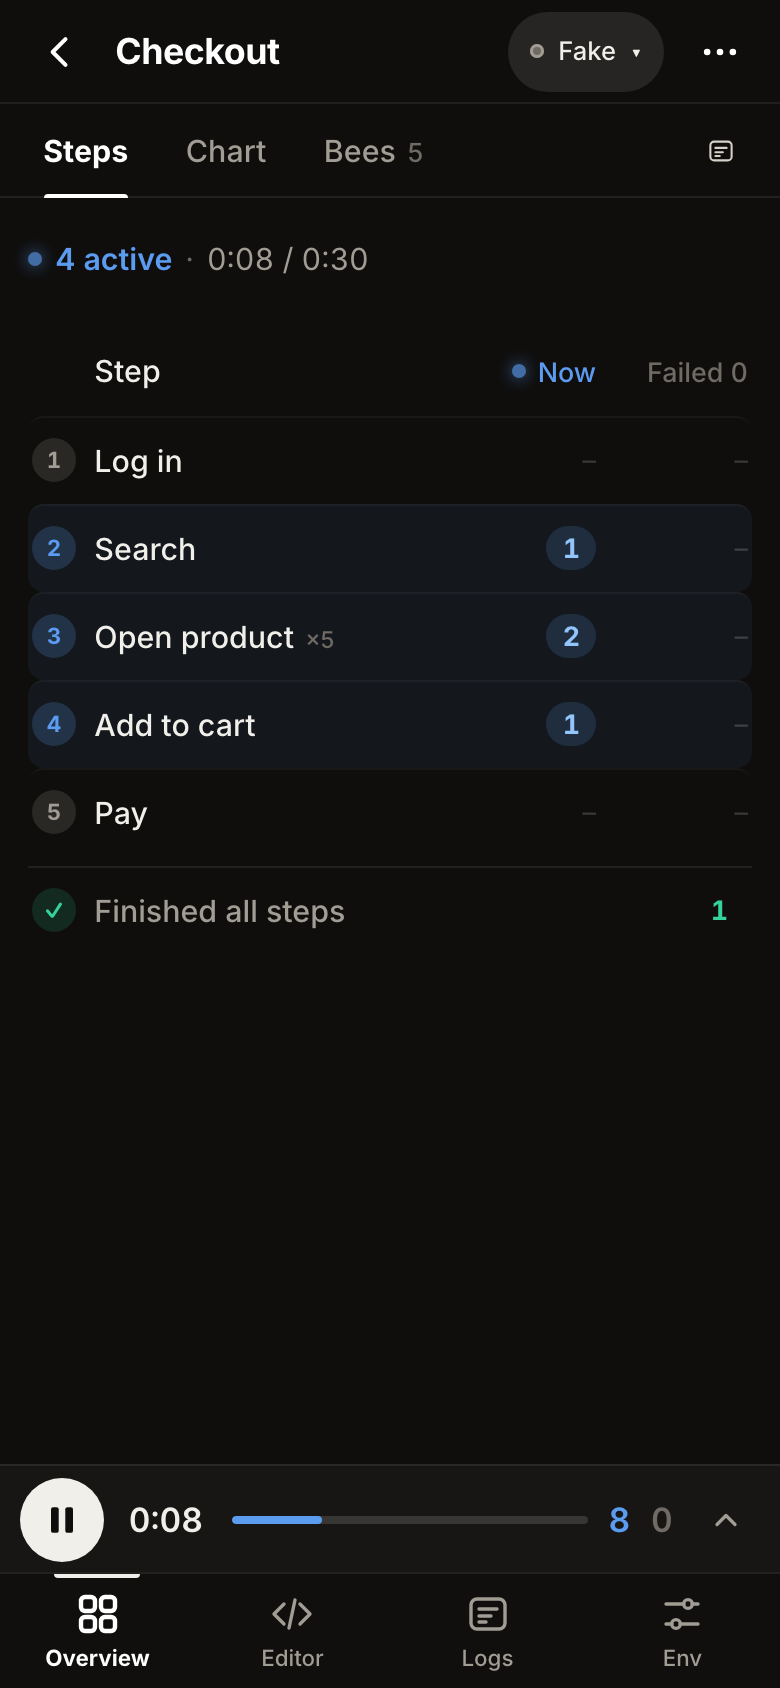 Checkout
Fake ▾
Steps Chart Bees 5
4 active · 0:08 / 0:30
Step Now Failed 0
1 Log in – –
2 Search 1 –
3 Open product ×5 2 –
4 Add to cart 1 –
5 Pay – –
Finished all steps 1
0:08 8 0
Overview Editor Logs Env